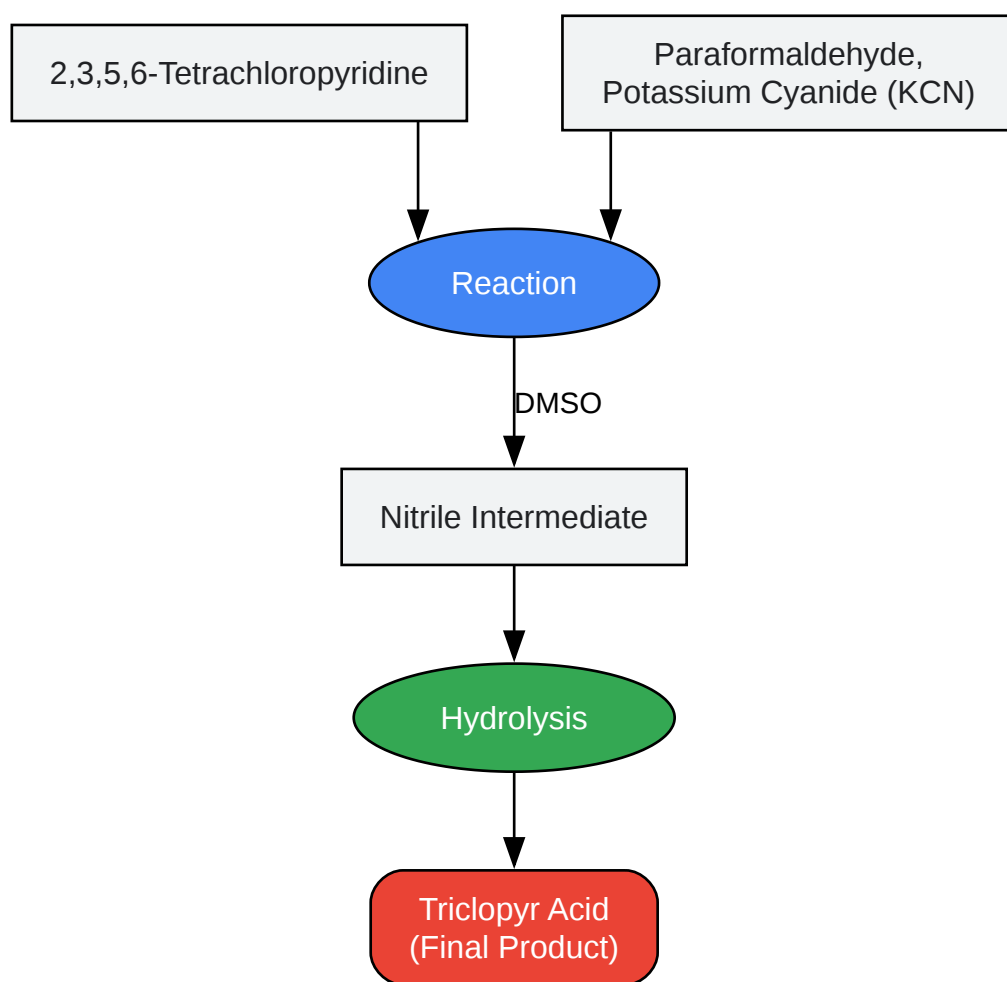 2,3,5,6-Tetrachloropyridine
Paraformaldehyde,
Potassium Cyanide (KCN)
Reaction
DMSO
Nitrile Intermediate
Hydrolysis
Triclopyr Acid
(Final Product)